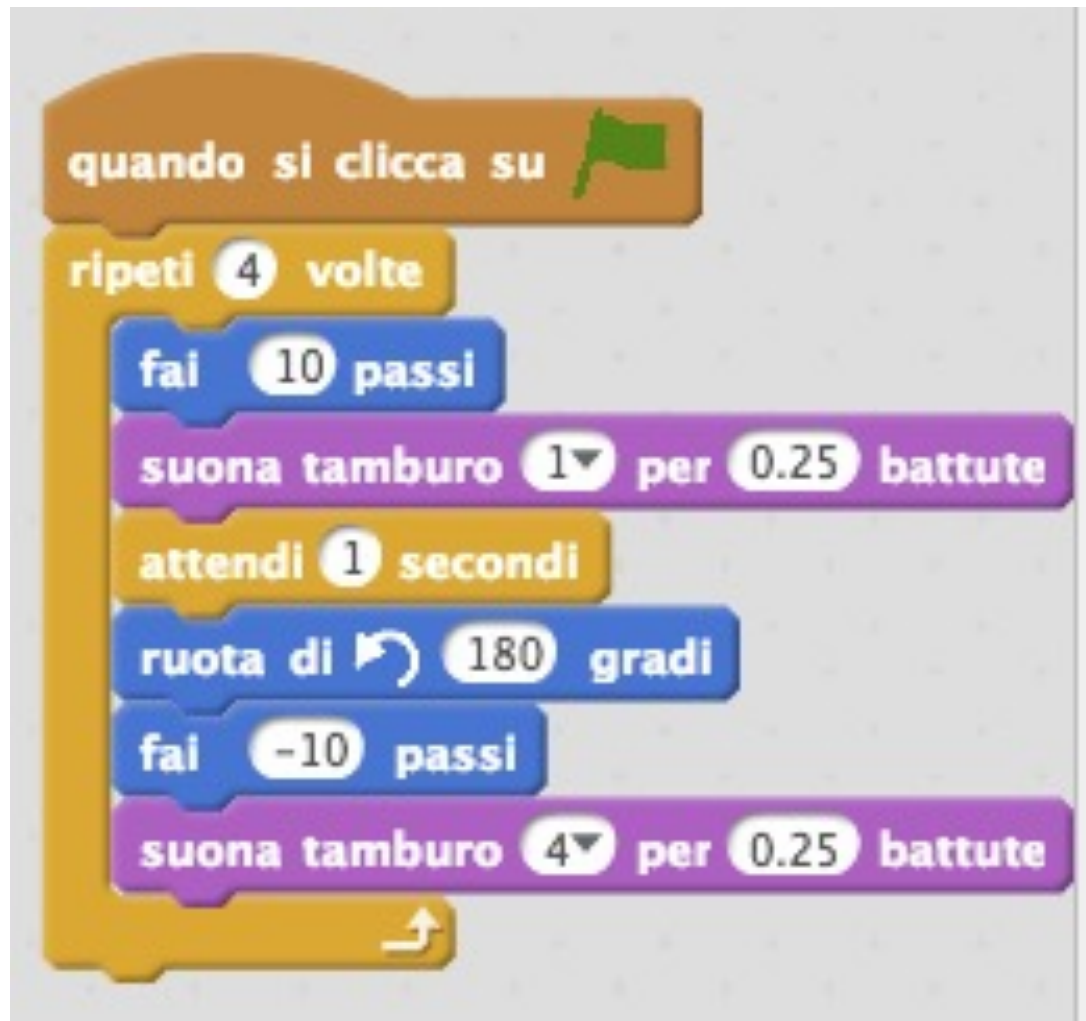 quando si clicca su
ripeti 4 volte
fai 10 passi
suona tamburo 1 per 0.25 battute
attendi 1 secondi
ruota di 180 gradi
fai -10 passi
suona tamburo 4 per 0.25 battute